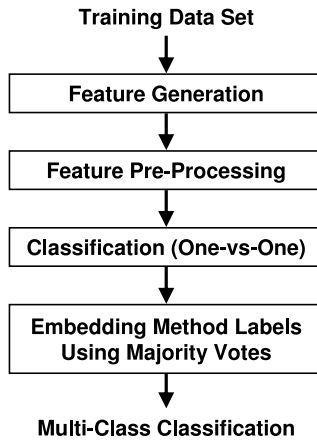 Training Data Set
Feature Generation
Feature Pre-Processing
Classification (One-vs-One)
Embedding Method Labels
Using Majority Votes
Multi-Class Classification